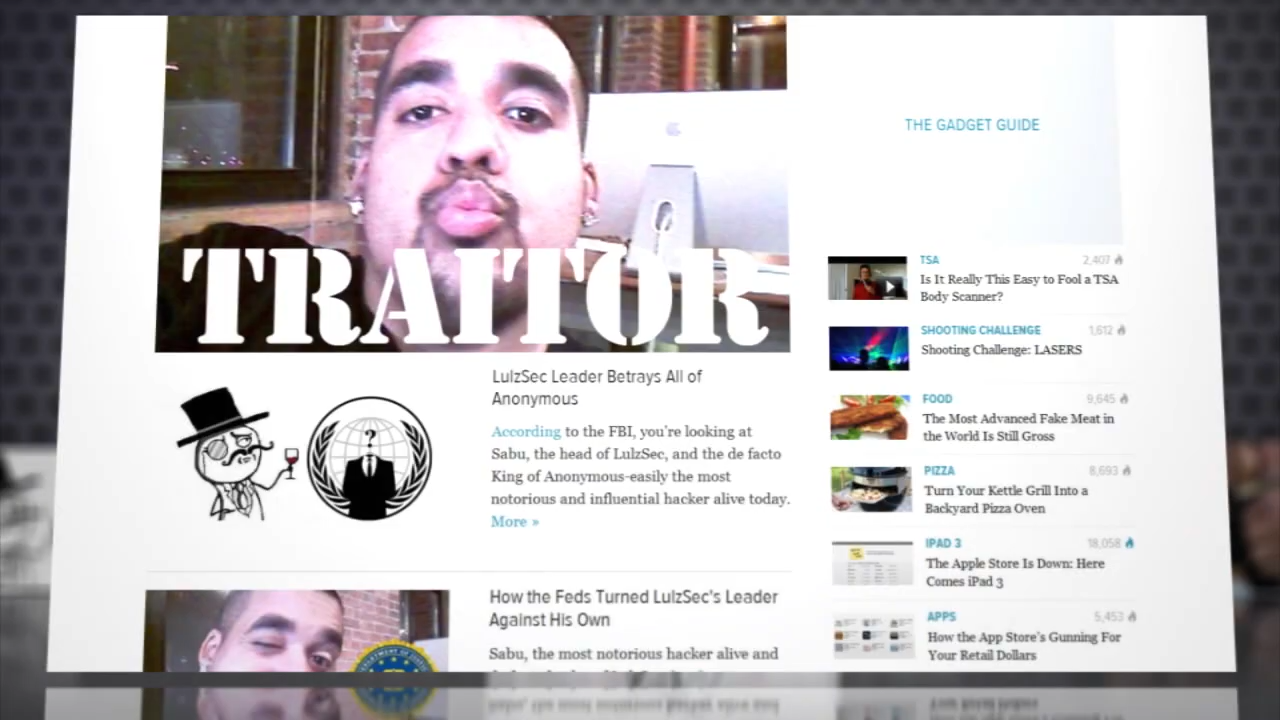 TRAITOR
LulzSec Leader Betrays All of
Anonymous
According to the FBI, you're looking at
Sabu, the head of LulzSec, and the de facto
King of Anonymous-easily the most
notorious and influential hacker alive today.
More »
How the Feds Turned LulzSec's Leader
Against His Own
Sabu, the most notorious hacker alive and
THE GADGET GUIDE
TSA 2,407
Is It Really This Easy to Fool a TSA
Body Scanner?
SHOOTING CHALLENGE 1,612
Shooting Challenge: LASERS
FOOD 9,645
The Most Advanced Fake Meat in
the World Is Still Gross
PIZZA 8,693
Turn Your Kettle Grill Into a
Backyard Pizza Oven
IPAD 3 18,058
The Apple Store Is Down: Here
Comes iPad 3
APPS 5,453
How the App Store's Gunning For
Your Retail Dollars
?